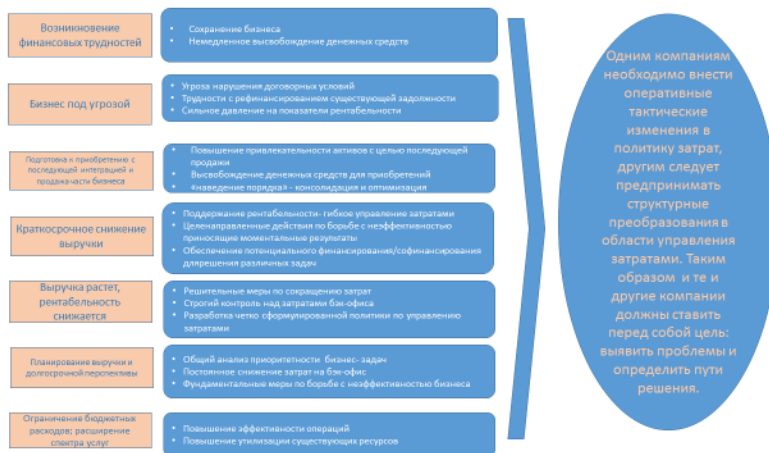 Возникновение
финансовых трудностей
Сохранение бизнеса
Немедленное высвобождение денежных средств
Бизнес под угрозой
Угроза нарушения договорных условий
Трудности с рефинансированием существующей задолжности
Сильное давление на показатели рентабельности
Подготовка к приобретению с
последующей интеграцией и
продажа части бизнеса
Повышение привлекательности активов с целью последующей
продажи
Высвобождение денежных средств для приобретений
«наведение порядка» - консолидация и оптимизация
Краткосрочное снижение
выручки
Поддержание рентабельности- гибкое управление затратами
Целенаправленные действия по борьбе с неэффективностью
приносящие моментальные результаты
Обеспечение потенциального финансирования/софинансирования
длярешения различных задач
Выручка растет,
рентабельность
снижается
Решительные меры по сокращению затрат
Строгий контроль над затратами бэк-офиса
Разработка четко сформулированной политики по управлению
затратами
Планирование выручки и
долгосрочной перспективы
Общий анализ приоритетности бизнес- задач
Постоянное снижение затрат на бэк-офис
Фундаментальные меры по борьбе с неэффективностью бизнеса
Ограничение бюджетных
расходов; расширение
спектра услуг
Повышение эффективности операций
Повышение утилизации существующих ресурсов
Одним компаниям
необходимо внести
оперативные
тактические
изменения в
политику затрат,
другим следует
предпринимать
структурные
преобразования в
области управления
затратами. Таким
образом и те и
другие компании
должны ставить
перед собой цель:
выявить проблемы и
определить пути
решения.